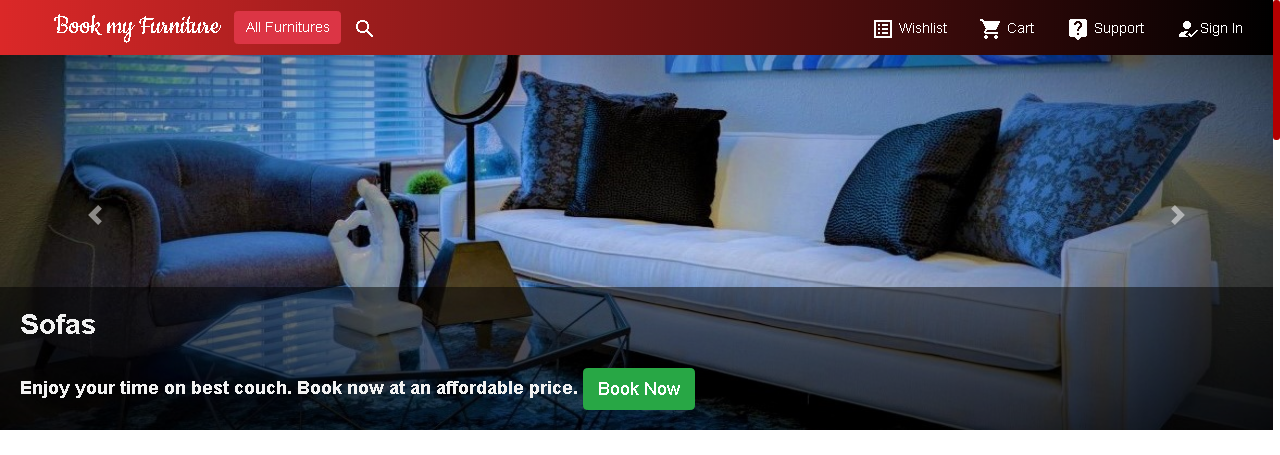 Book my Furniture
All Furnitures
Wishlist
Cart
Support
Sign In
Sofas
Enjoy your time on best couch. Book now at an affordable price.
Book Now